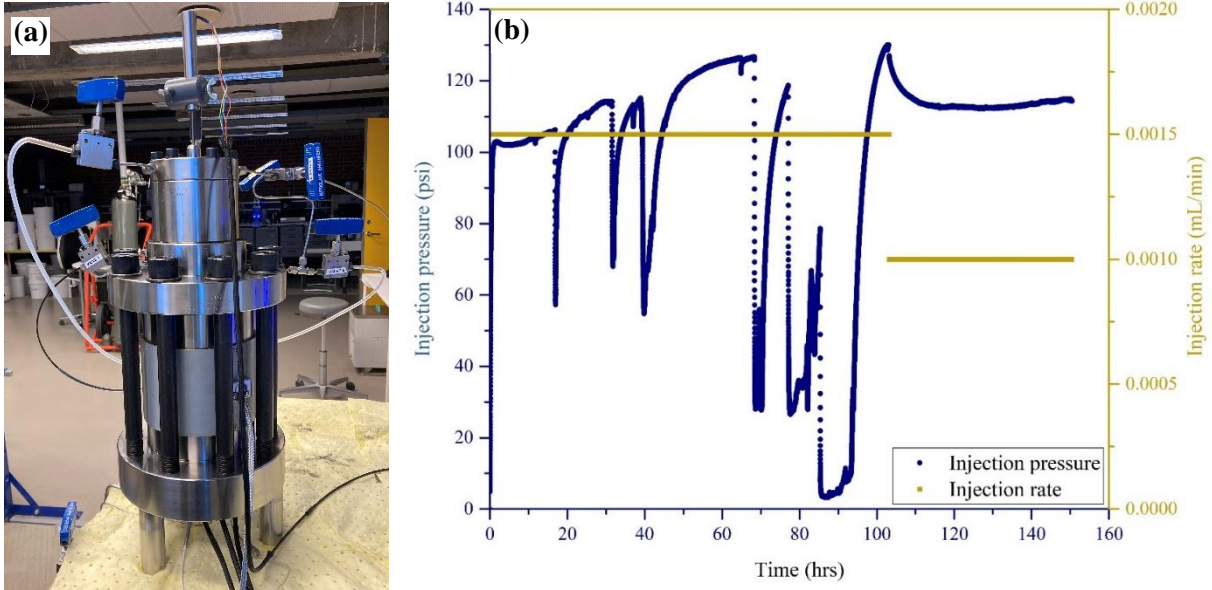 (a)
(b)
Injection pressure (psi)
140
120
100
80
60
40
20
0
0 20 40 60 80 100 120 140 160
Time (hrs)
0.0020
0.0015
0.0010
0.0005
0.0000
Injection rate (mL/min)
Injection pressure
Injection rate